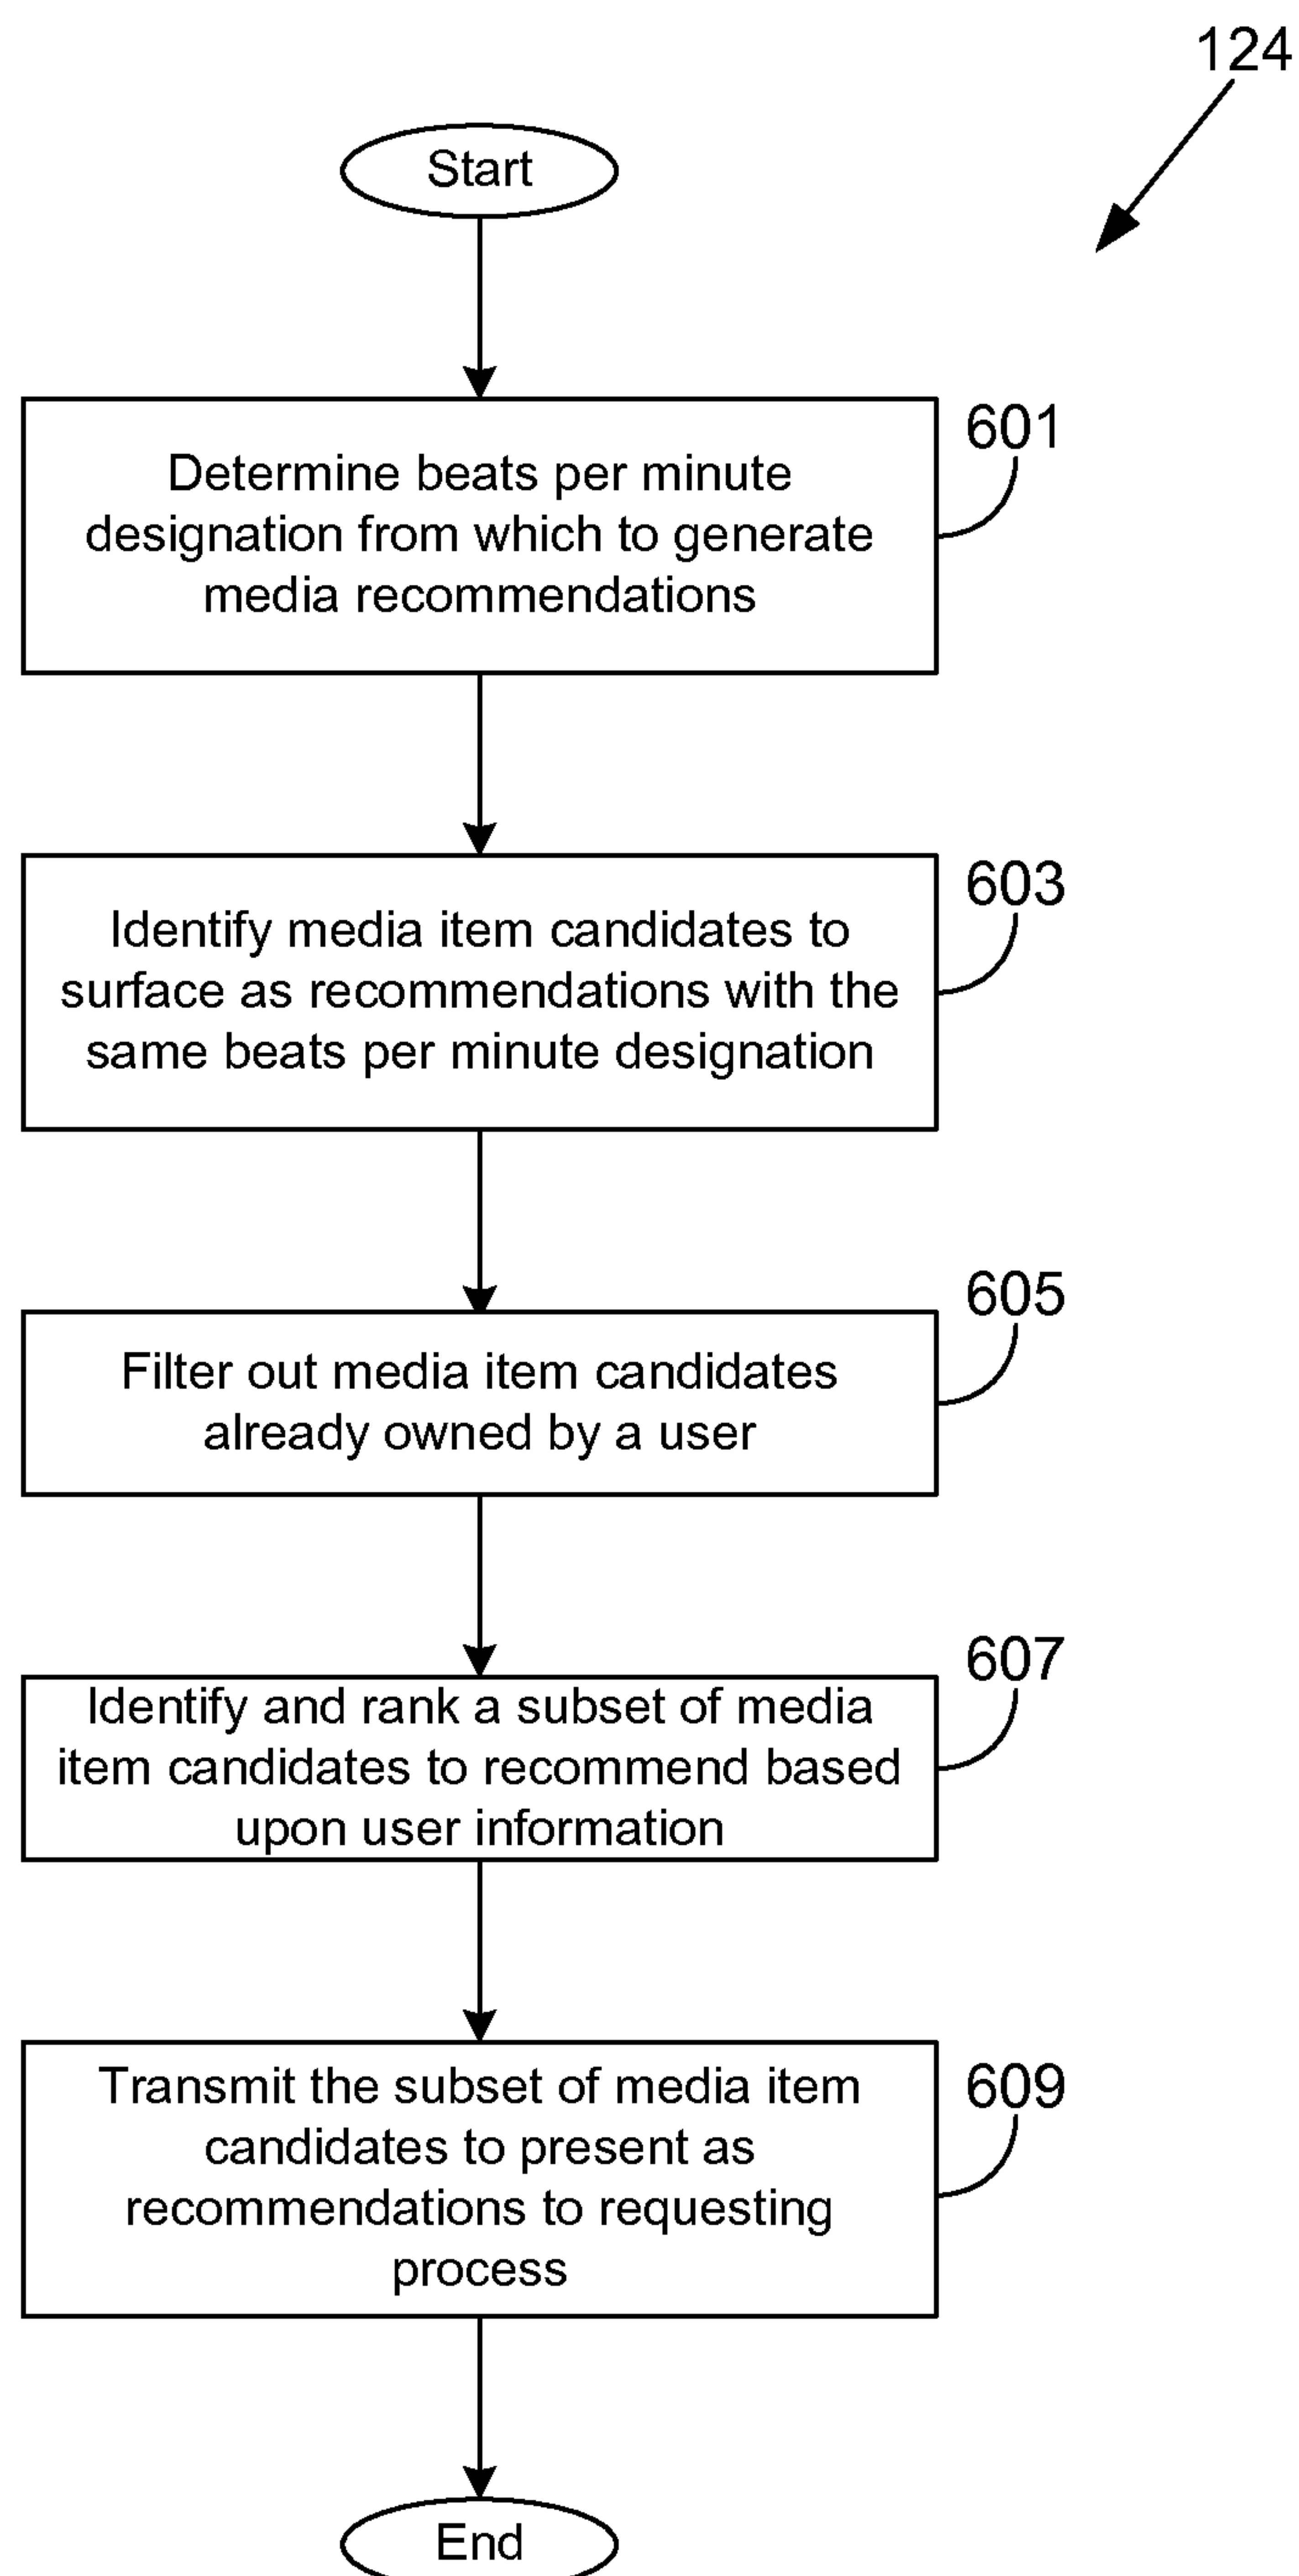 124
Start
601
Determine beats per minute
designation from which to generate
media recommendations
603
Identify media item candidates to
surface as recommendations with the
same beats per minute designation
605
Filter out media item candidates
already owned by a user
607
Identify and rank a subset of media
item candidates to recommend based
upon user information
609
Transmit the subset of media item
candidates to present as
recommendations to requesting
process
End